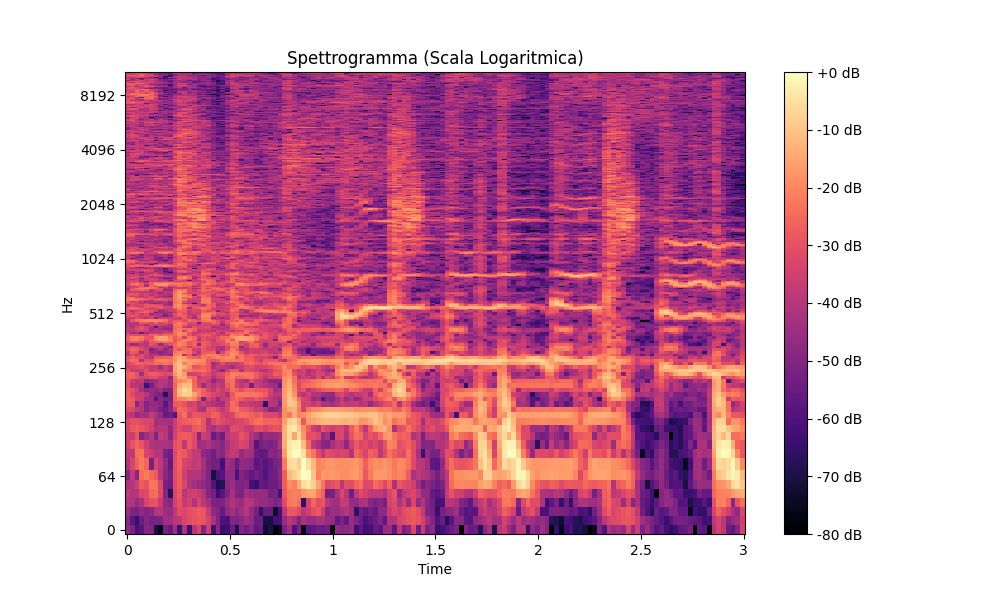 Spettrogramma (Scala Logaritmica)
Hz
8192
4096
2048
1024
512
256
128
64
0
0 0.5 1 1.5 2 2.5 3
Time
+0 dB
-10 dB
-20 dB
-30 dB
-40 dB
-50 dB
-60 dB
-70 dB
-80 dB